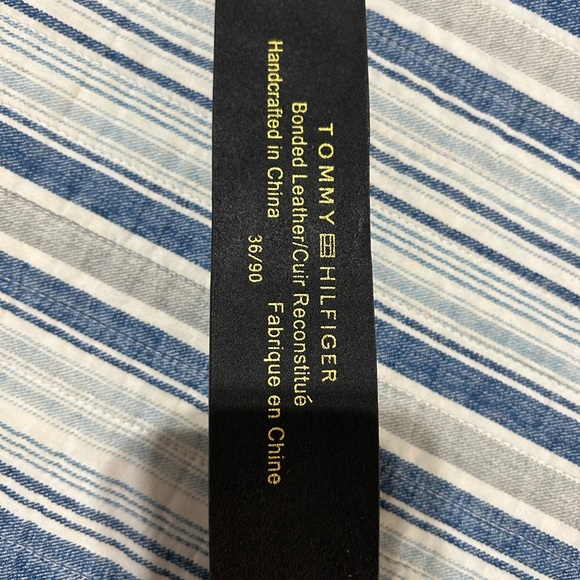 TOMMY HILFIGER
Bonded Leather/Cuir Reconstitué
Handcrafted in China Fabrique en Chine
36/90